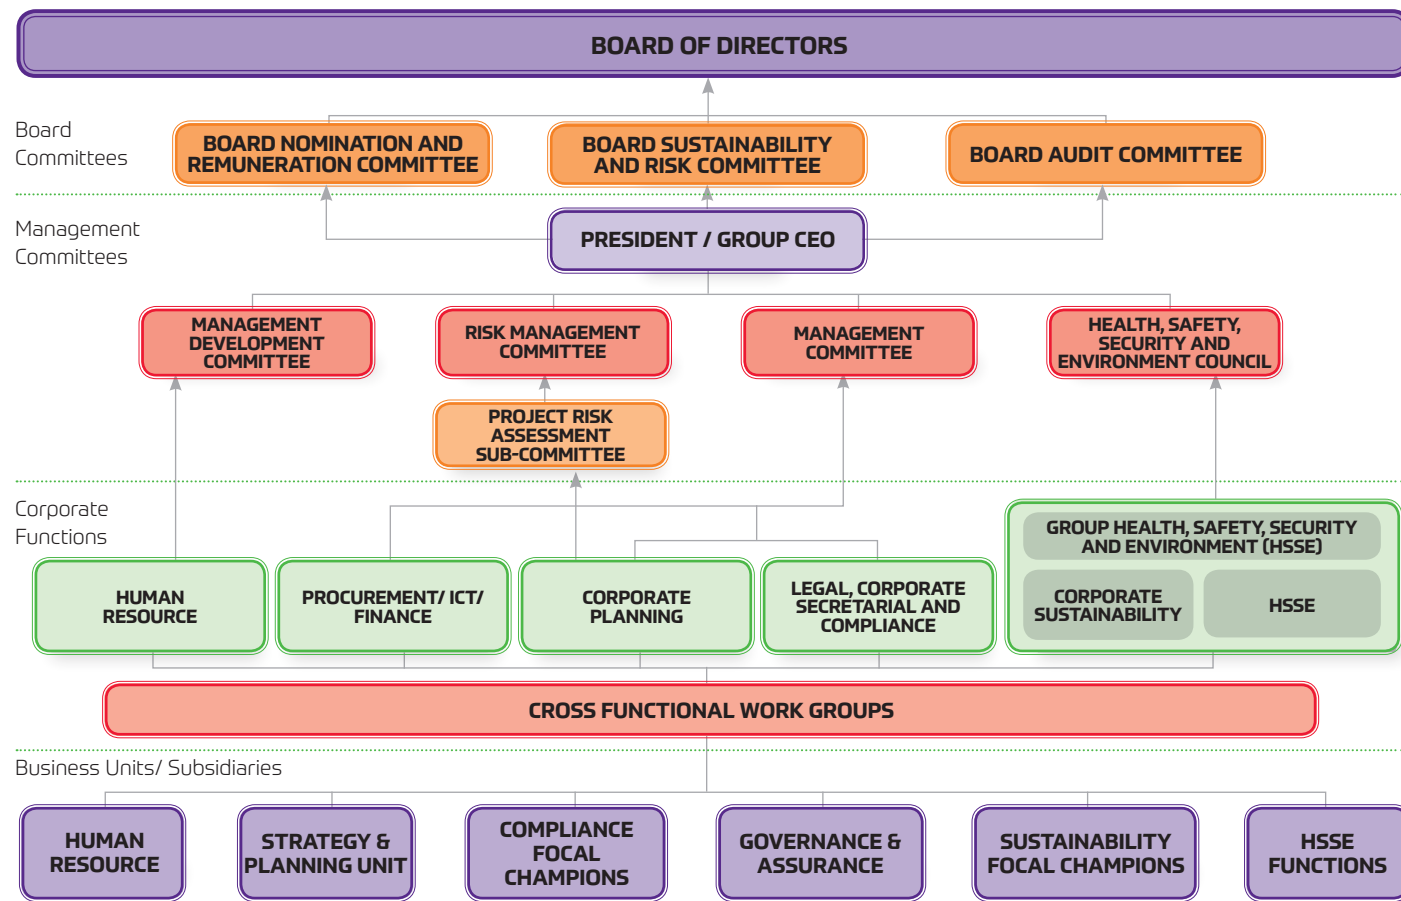 BOARD OF DIRECTORS
Board
Committees
BOARD NOMINATION AND
REMUNERATION COMMITTEE
BOARD SUSTAINABILITY
AND RISK COMMITTEE
BOARD AUDIT COMMITTEE
Management
Committees
PRESIDENT / GROUP CEO
MANAGEMENT
DEVELOPMENT
COMMITTEE
RISK MANAGEMENT
COMMITTEE
MANAGEMENT
COMMITTEE
HEALTH, SAFETY,
SECURITY AND
ENVIRONMENT COUNCIL
PROJECT RISK
ASSESSMENT
SUB-COMMITTEE
Corporate
Functions
HUMAN
RESOURCE
PROCUREMENT/ ICT/
FINANCE
CORPORATE
PLANNING
LEGAL, CORPORATE
SECRETARIAL AND
COMPLIANCE
GROUP HEALTH, SAFETY, SECURITY
AND ENVIRONMENT (HSSE)
CORPORATE
SUSTAINABILITY
HSSE
CROSS FUNCTIONAL WORK GROUPS
Business Units/ Subsidiaries
HUMAN
RESOURCE
STRATEGY &
PLANNING UNIT
COMPLIANCE
FOCAL
CHAMPIONS
GOVERNANCE &
ASSURANCE
SUSTAINABILITY
FOCAL CHAMPIONS
HSSE
FUNCTIONS